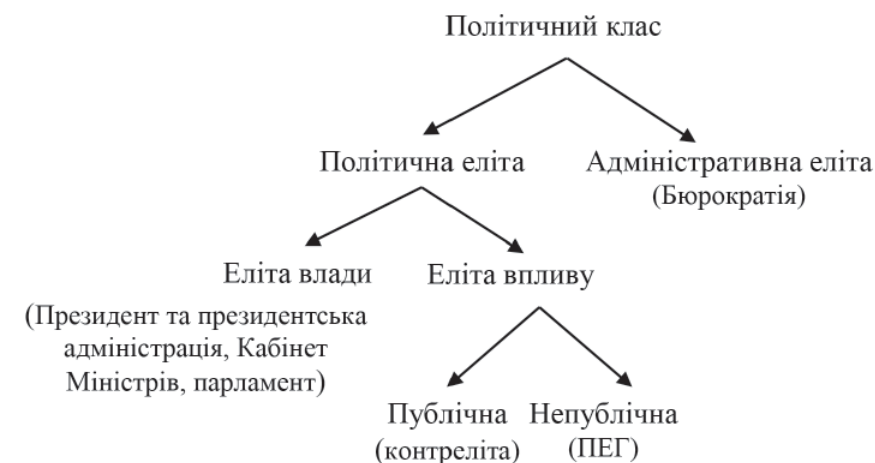 Політичний клас
Політична еліта
Адміністративна еліта
(Бюрократія)
Еліта влади
Еліта впливу
(Президент та президентська
адміністрація, Кабінет
Міністрів, парламент)
Публічна
(контреліта)
Непублічна
(ПЕГ)